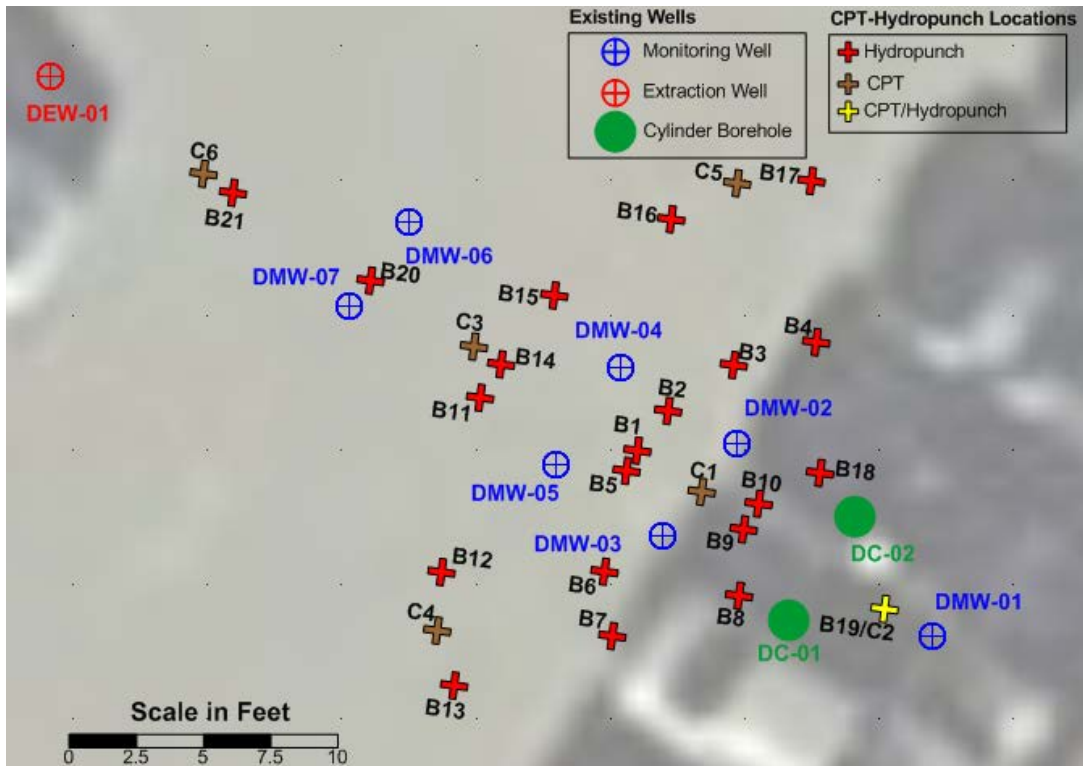 Existing Wells
Monitoring Well
Extraction Well
Cylinder Borehole
CPT-Hydropunch Locations
Hydropunch
CPT
CPT/Hydropunch
DEW-01
C6
B21
DMW-06
DMW-07
B20
C5
B17
B16
B15
C3
B14
B11
DMW-04
B4
B3
B2
DMW-02
B1
B5
C1
DMW-05
B18
B10
B9
DMW-03
DC-02
B12
B6
C4
B7
B8
B19/C2
DMW-01
DC-01
B13
Scale in Feet
0 2.5 5 7.5 10